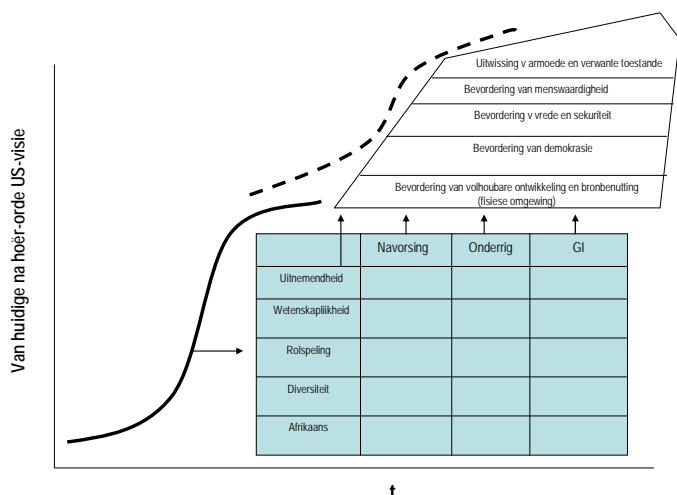 Uitwissing v armoede en verwante toestande
Bevordering van menswaardigheid
Bevordering v vrede en sekuriteit
Bevordering van demokrasie
Bevordering van volhoubare ontwikkeling en bronbenutting
(fisiese omgewing)
Van huidige na hoër-orde US-visie
Navorsing Onderrig GI
Uitnemendheid
Wetenskaplikheid
Rolspeling
Diversiteit
Afrikaans
t